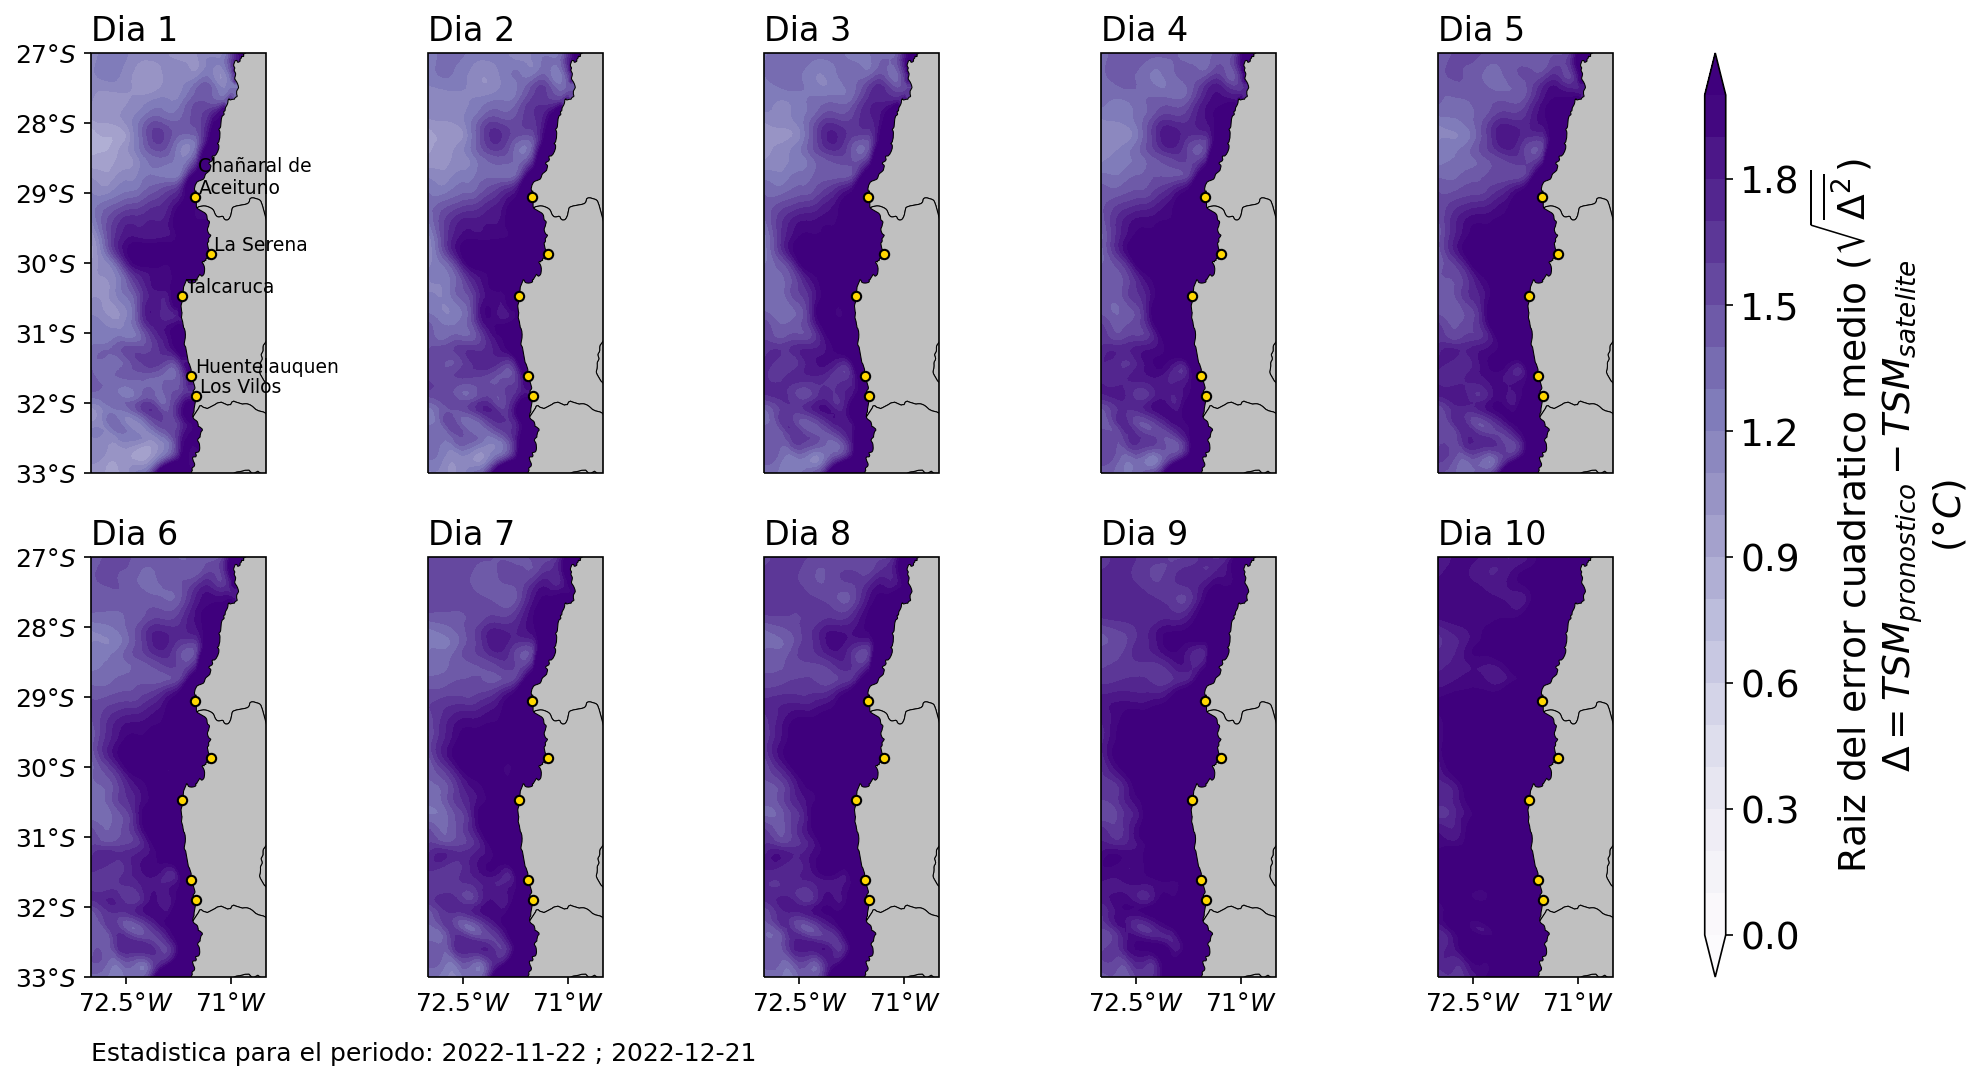 Dia 1
Dia 2
Dia 3
Dia 4
Dia 5
27°S
28°S
29°S
30°S
31°S
32°S
33°S
Chañaral de
Aceituno
La Serena
Talcaruca
Huentelauquen
Los Vilos
Dia 6
Dia 7
Dia 8
Dia 9
Dia 10
27°S
28°S
29°S
30°S
31°S
32°S
33°S
72.5°W 71°W
72.5°W 71°W
72.5°W 71°W
72.5°W 71°W
72.5°W 71°W
1.8
1.5
1.2
0.9
0.6
0.3
0.0
Raiz del error cuadratico medio (√Δ²)
Δ = TSM_pronostico − TSM_satelite
(°C)
Estadistica para el periodo: 2022-11-22 ; 2022-12-21